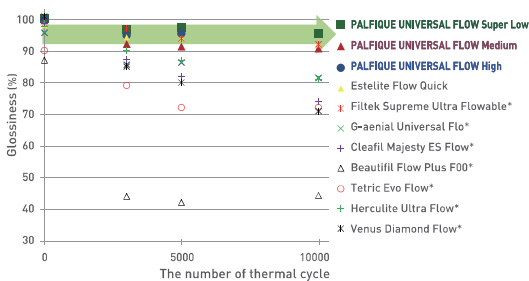 100
90
80
70
60
50
40
30
Glossiness (%)
0
5000
10000
The number of thermal cycle
PALFIQUE UNIVERSAL FLOW Super Low
PALFIQUE UNIVERSAL FLOW Medium
PALFIQUE UNIVERSAL FLOW High
Estelite Flow Quick
Filtek Supreme Ultra Flowable*
G-aenial Universal Flo*
Cleafil Majesty ES Flow*
Beautifil Flow Plus F00*
Tetric Evo Flow*
Herculite Ultra Flow*
Venus Diamond Flow*